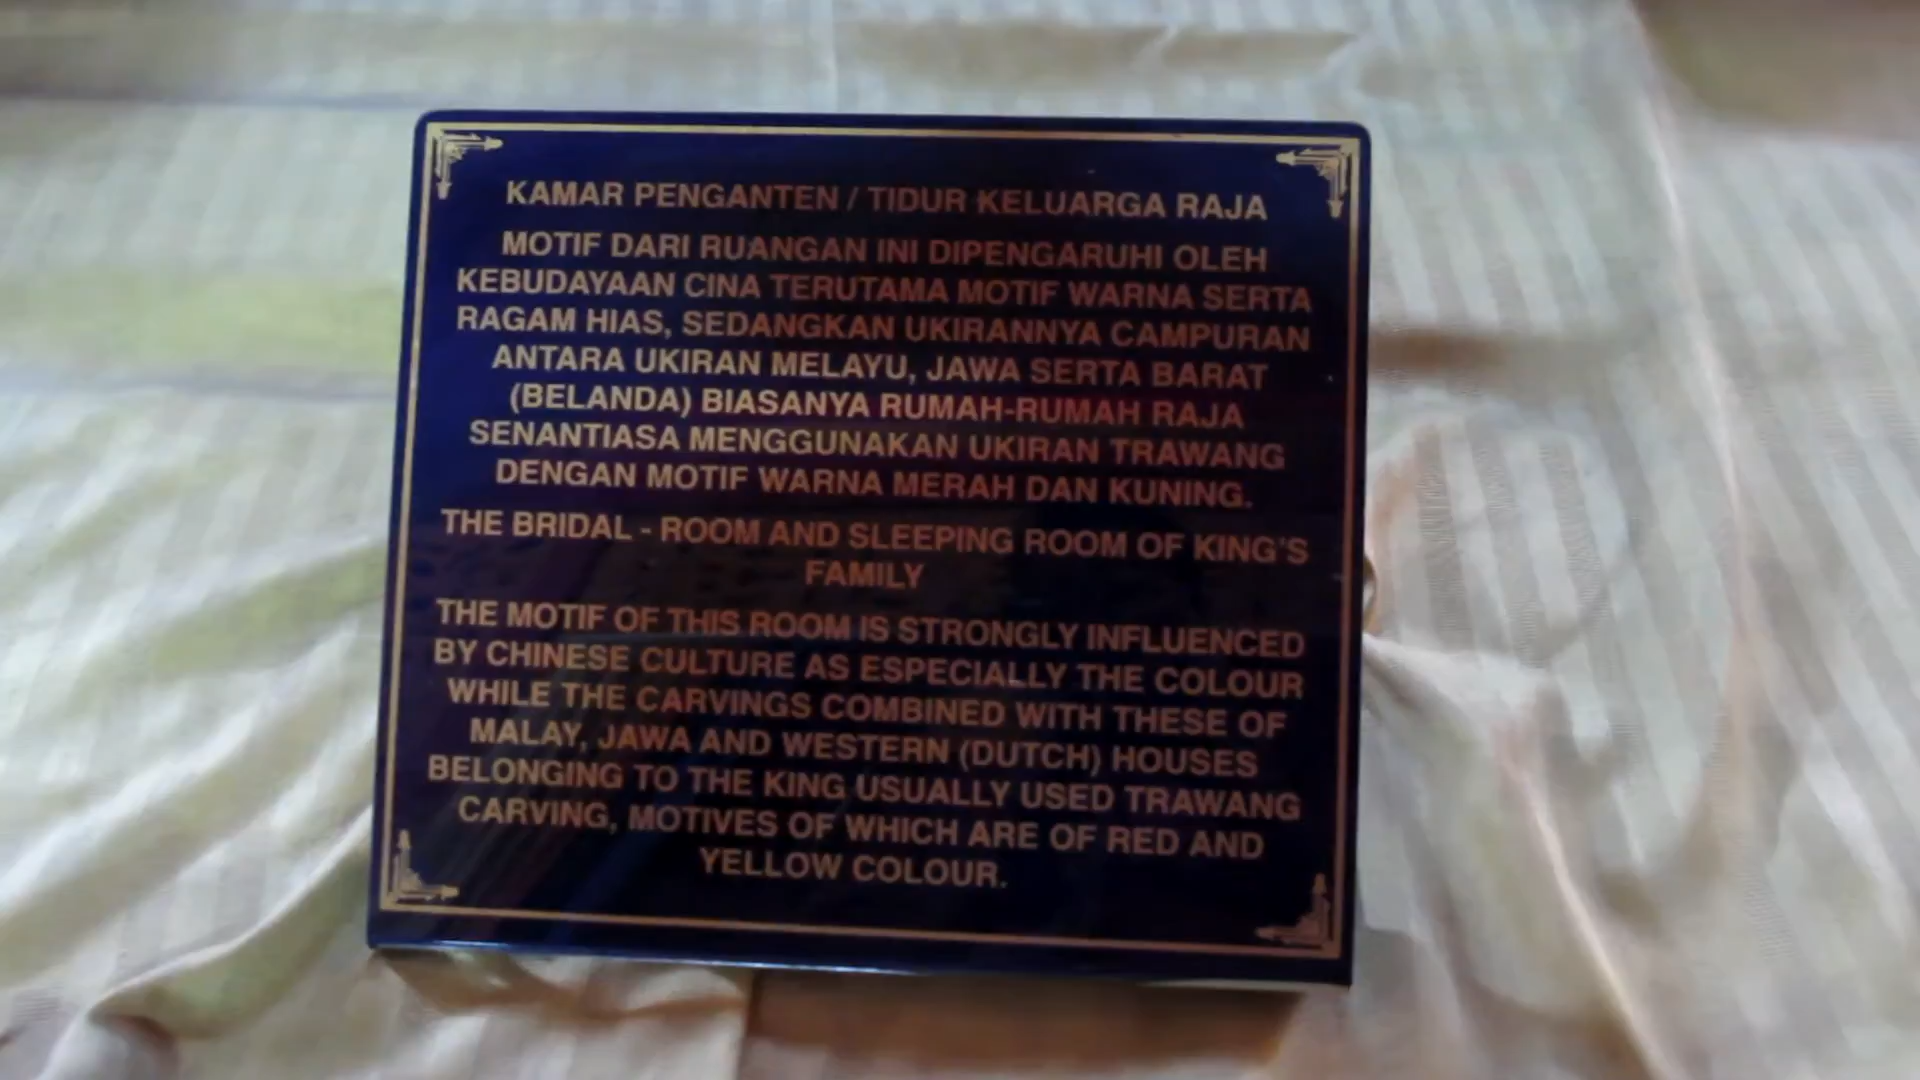 KAMAR PENGANTEN / TIDUR KELUARGA RAJA
MOTIF DARI RUANGAN INI DIPENGARUHI OLEH
KEBUDAYAAN CINA TERUTAMA MOTIF WARNA SERTA
RAGAM HIAS, SEDANGKAN UKIRANNYA CAMPURAN
ANTARA UKIRAN MELAYU, JAWA SERTA BARAT
(BELANDA) BIASANYA RUMAH-RUMAH RAJA
SENANTIASA MENGGUNAKAN UKIRAN TRAWANG
DENGAN MOTIF WARNA MERAH DAN KUNING.
THE BRIDAL - ROOM AND SLEEPING ROOM OF KING'S
FAMILY
THE MOTIF OF THIS ROOM IS STRONGLY INFLUENCED
BY CHINESE CULTURE AS ESPECIALLY THE COLOUR
WHILE THE CARVINGS COMBINED WITH THESE OF
MALAY, JAWA AND WESTERN (DUTCH) HOUSES
BELONGING TO THE KING USUALLY USED TRAWANG
CARVING, MOTIVES OF WHICH ARE OF RED AND
YELLOW COLOUR.